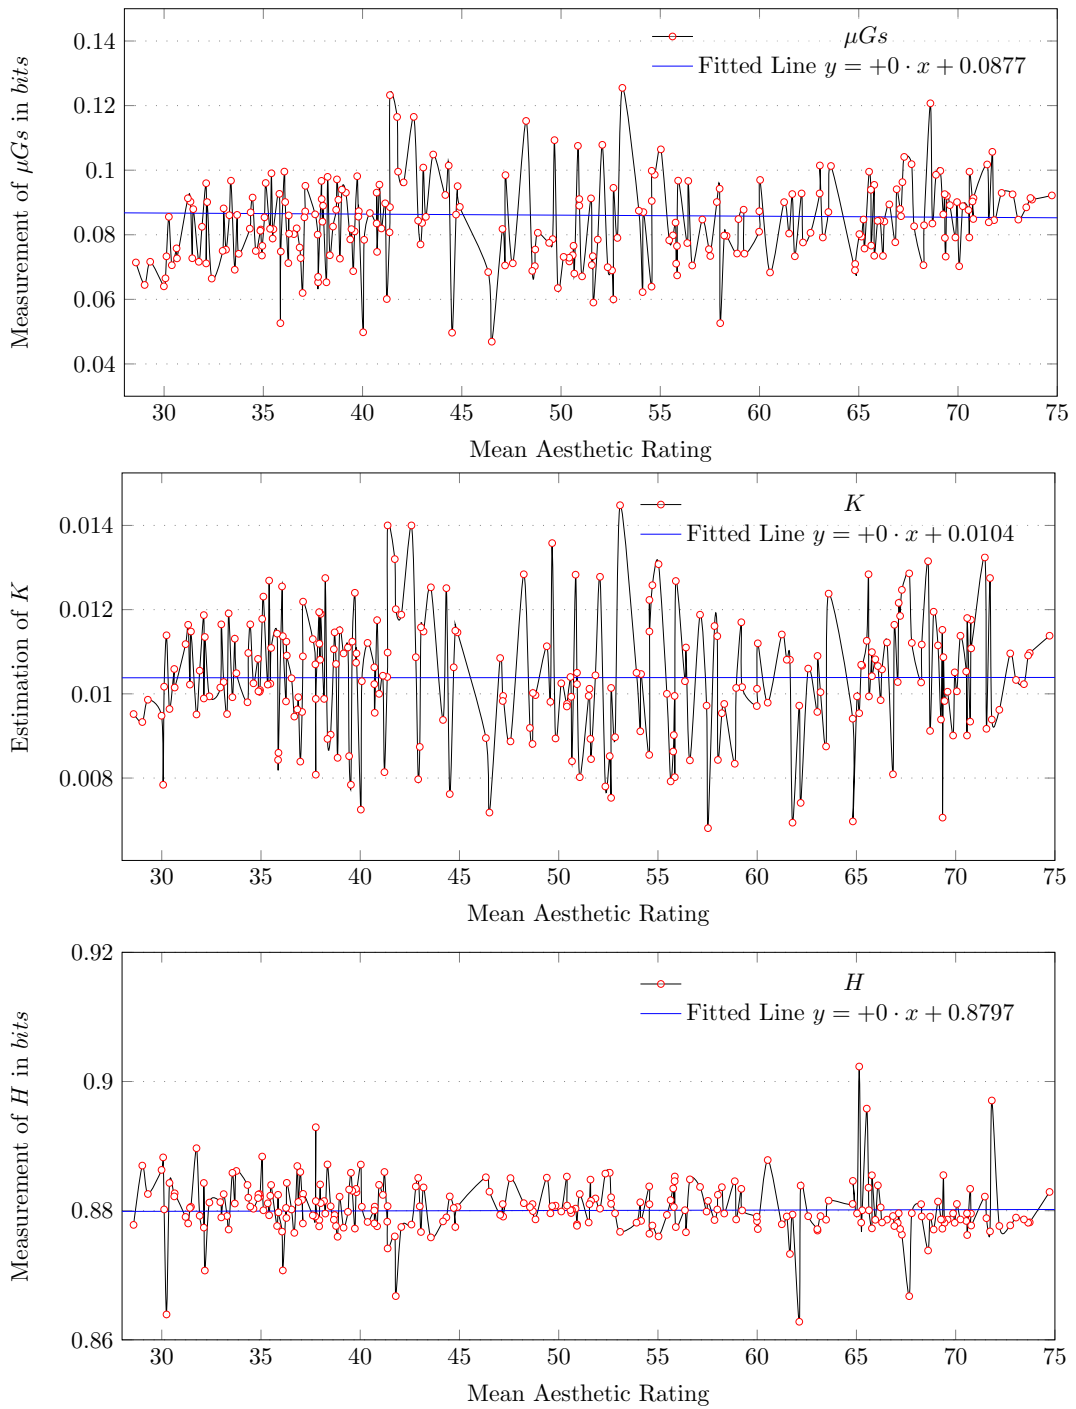 0.14
0.12
0.1
0.08
0.06
0.04
Measurement of μGs in bits
μGs
Fitted Line y = +0 · x + 0.0877
30 35 40 45 50 55 60 65 70 75
Mean Aesthetic Rating
0.014
0.012
0.010
0.008
Estimation of K
K
Fitted Line y = +0 · x + 0.0104
30 35 40 45 50 55 60 65 70 75
Mean Aesthetic Rating
0.92
0.9
0.88
0.86
Measurement of H in bits
H
Fitted Line y = +0 · x + 0.8797
30 35 40 45 50 55 60 65 70 75
Mean Aesthetic Rating